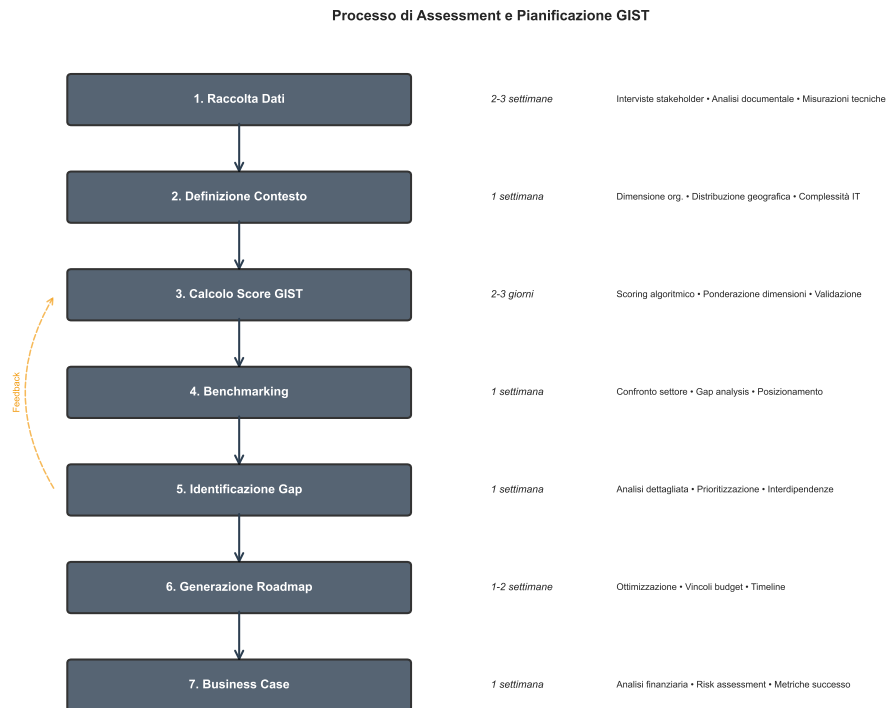 Processo di Assessment e Pianificazione GIST
1. Raccolta Dati
2-3 settimane
Interviste stakeholder • Analisi documentale • Misurazioni tecniche
2. Definizione Contesto
1 settimana
Dimensione org. • Distribuzione geografica • Complessità IT
3. Calcolo Score GIST
2-3 giorni
Scoring algoritmico • Ponderazione dimensioni • Validazione
Feedback
4. Benchmarking
1 settimana
Confronto settore • Gap analysis • Posizionamento
5. Identificazione Gap
1 settimana
Analisi dettagliata • Prioritizzazione • Interdipendenze
6. Generazione Roadmap
1-2 settimane
Ottimizzazione • Vincoli budget • Timeline
7. Business Case
1 settimana
Analisi finanziaria • Risk assessment • Metriche successo